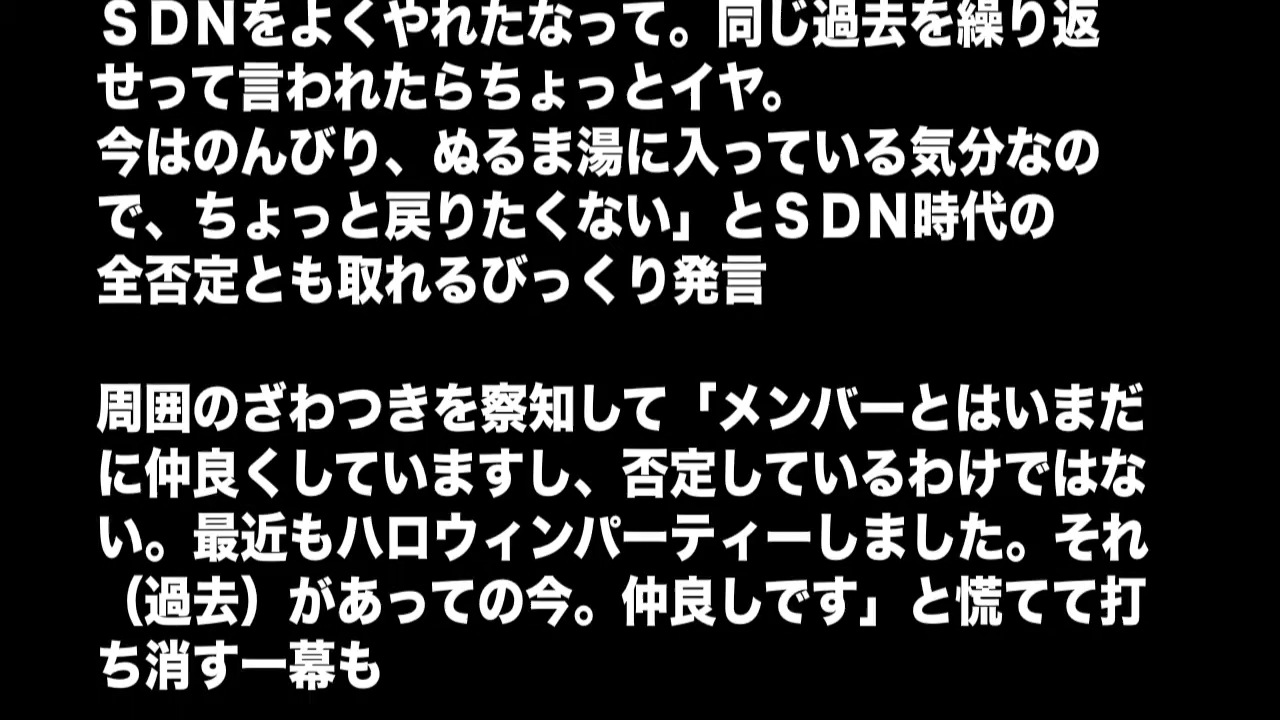 ＳＤＮをよくやれたなって。同じ過去を繰り返
せって言われたらちょっとイヤ。
今はのんびり、ぬるま湯に入っている気分なの
で、ちょっと戻りたくない」とＳＤＮ時代の
全否定とも取れるびっくり発言
周囲のざわつきを察知して「メンバーとはいまだ
に仲良くしていますし、否定しているわけではな
い。最近もハロウィンパーティーしました。それ
（過去）があっての今。仲良しです」と慌てて打
ち消す一幕も